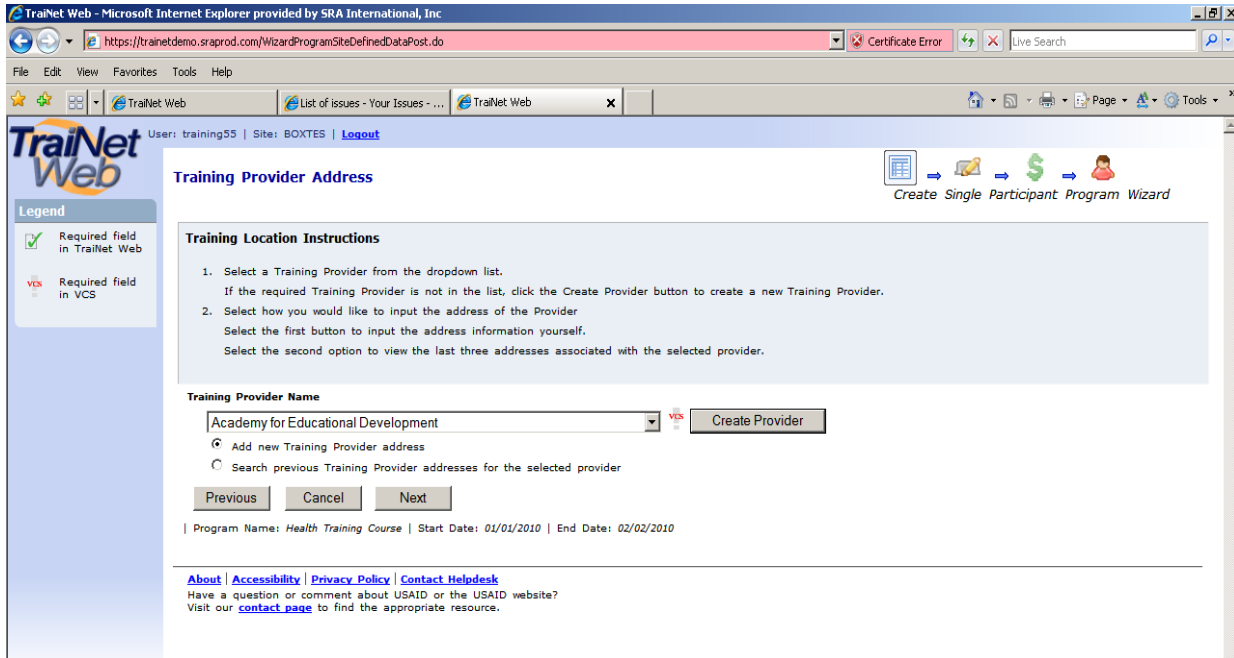 TraiNet Web - Microsoft Internet Explorer provided by SRA International, Inc
https://trainetdemo.sraprod.com/WizardProgramSiteDefinedDataPost.do
Certificate Error
Live Search
File Edit View Favorites Tools Help
TraiNet Web
List of issues - Your Issues - ...
TraiNet Web
Page
Tools
TraiNet
Web
User: training55 | Site: BOXTES | Logout
Training Provider Address
Create Single Participant Program Wizard
Legend
Required field
in TraiNet Web
VCS
Required field
in VCS
Training Location Instructions
1. Select a Training Provider from the dropdown list.
If the required Training Provider is not in the list, click the Create Provider button to create a new Training Provider.
2. Select how you would like to input the address of the Provider
Select the first button to input the address information yourself.
Select the second option to view the last three addresses associated with the selected provider.
Training Provider Name
Academy for Educational Development
VCS
Create Provider
Add new Training Provider address
Search previous Training Provider addresses for the selected provider
Previous
Cancel
Next
| Program Name: Health Training Course | Start Date: 01/01/2010 | End Date: 02/02/2010
About | Accessibility | Privacy Policy | Contact Helpdesk
Have a question or comment about USAID or the USAID website?
Visit our contact page to find the appropriate resource.